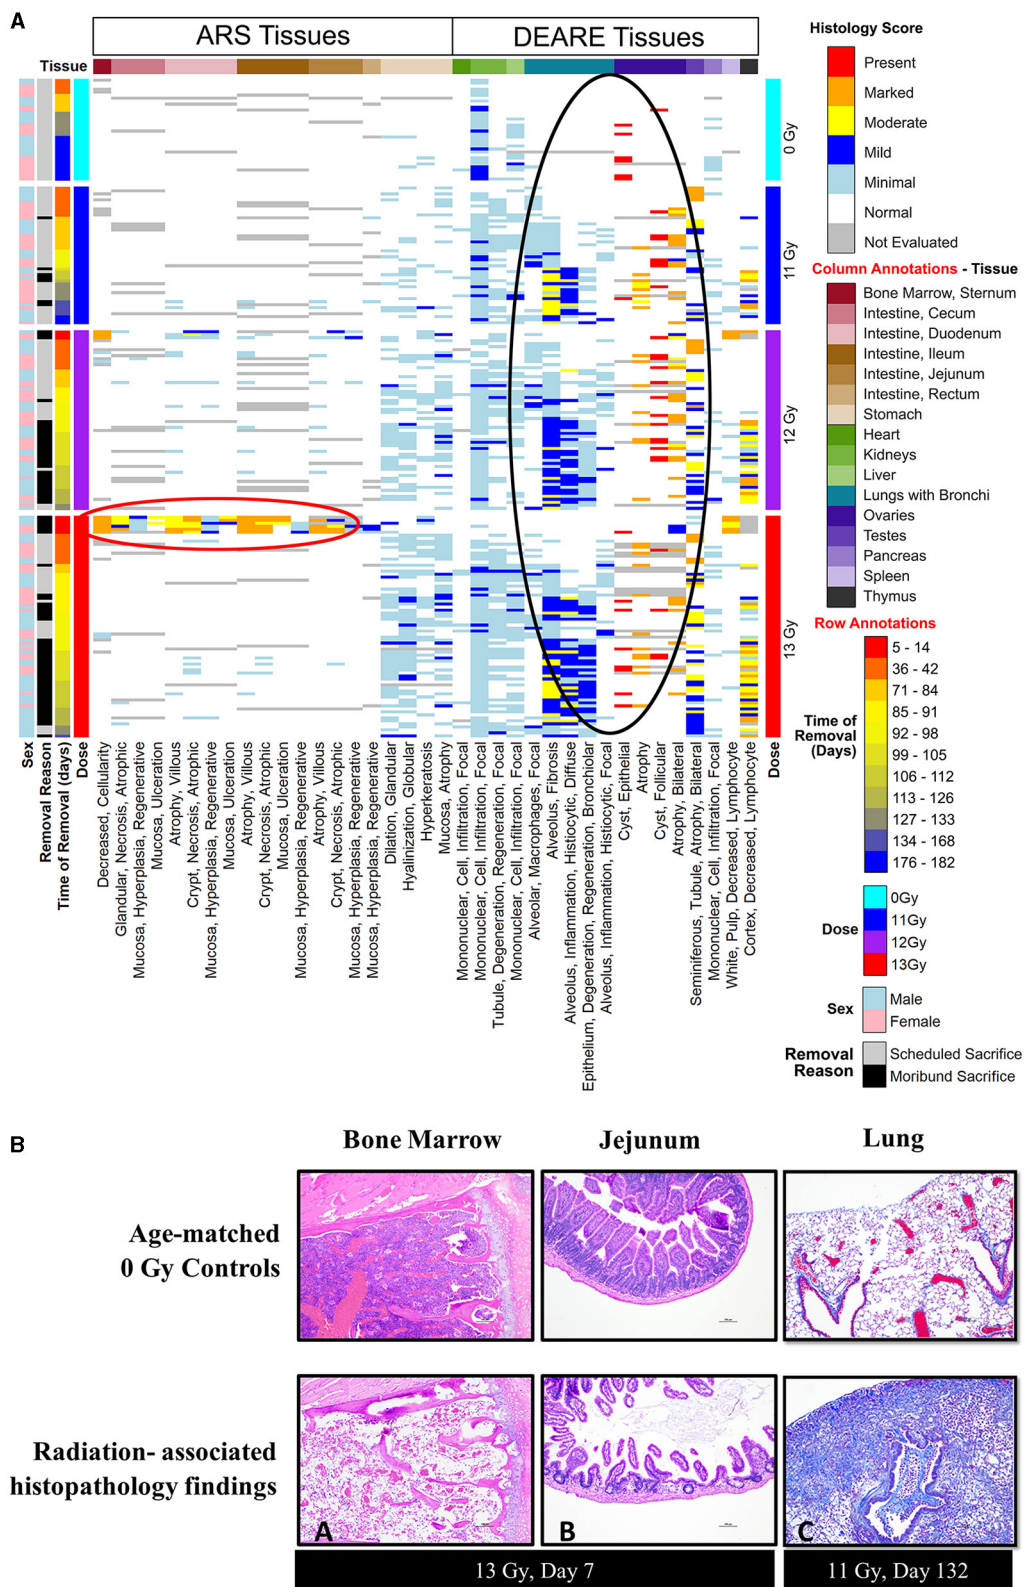 A
ARS Tissues
DEARE Tissues
Tissue
0 Gy
11 Gy
12 Gy
13 Gy
Sex
Removal Reason
Time of Removal (days)
Dose
Decreased, Cellularity
Glandular, Necrosis, Atrophic
Mucosa, Hyperplasia, Regenerative
Mucosa, Ulceration
Atrophy, Villous
Crypt, Necrosis, Atrophic
Mucosa, Hyperplasia, Regenerative
Mucosa, Ulceration
Atrophy, Villous
Crypt, Necrosis, Atrophic
Mucosa, Ulceration
Mucosa, Hyperplasia, Regenerative
Atrophy, Villous
Crypt, Necrosis, Atrophic
Mucosa, Hyperplasia, Regenerative
Mucosa, Hyperplasia, Regenerative
Dilation, Glandular
Hyalinization, Globular
Hyperkeratosis
Mucosa, Atrophy
Mononuclear, Cell, Infiltration, Focal
Mononuclear, Cell, Infiltration, Focal
Tubule, Degeneration, Regeneration, Focal
Mononuclear, Cell, Infiltration, Focal
Alveolar, Macrophages, Focal
Alveolus, Fibrosis
Alveolus, Inflammation, Histiocytic, Diffuse
Epithelium, Degeneration, Regeneration, Bronchiolar
Alveolus, Inflammation, Histiocytic, Focal
Cyst, Epithelial
Atrophy
Cyst, Follicular
Atrophy, Bilateral
Seminiferous, Tubule, Atrophy, Bilateral
Mononuclear, Cell, Infiltration, Focal
White, Pulp, Decreased, Lymphocyte
Cortex, Decreased, Lymphocyte
Dose
Histology Score
Present
Marked
Moderate
Mild
Minimal
Normal
Not Evaluated
Column Annotations - Tissue
Bone Marrow, Sternum
Intestine, Cecum
Intestine, Duodenum
Intestine, Ileum
Intestine, Jejunum
Intestine, Rectum
Stomach
Heart
Kidneys
Liver
Lungs with Bronchi
Ovaries
Testes
Pancreas
Spleen
Thymus
Row Annotations
Time of
Removal
(Days)
5 - 14
36 - 42
71 - 84
85 - 91
92 - 98
99 - 105
106 - 112
113 - 126
127 - 133
134 - 168
176 - 182
Dose
0Gy
11Gy
12Gy
13Gy
Sex
Male
Female
Removal
Reason
Scheduled Sacrifice
Moribund Sacrifice
B
Bone Marrow
Jejunum
Lung
Age-matched
0 Gy Controls
Radiation- associated
histopathology findings
A
B
C
13 Gy, Day 7
11 Gy, Day 132